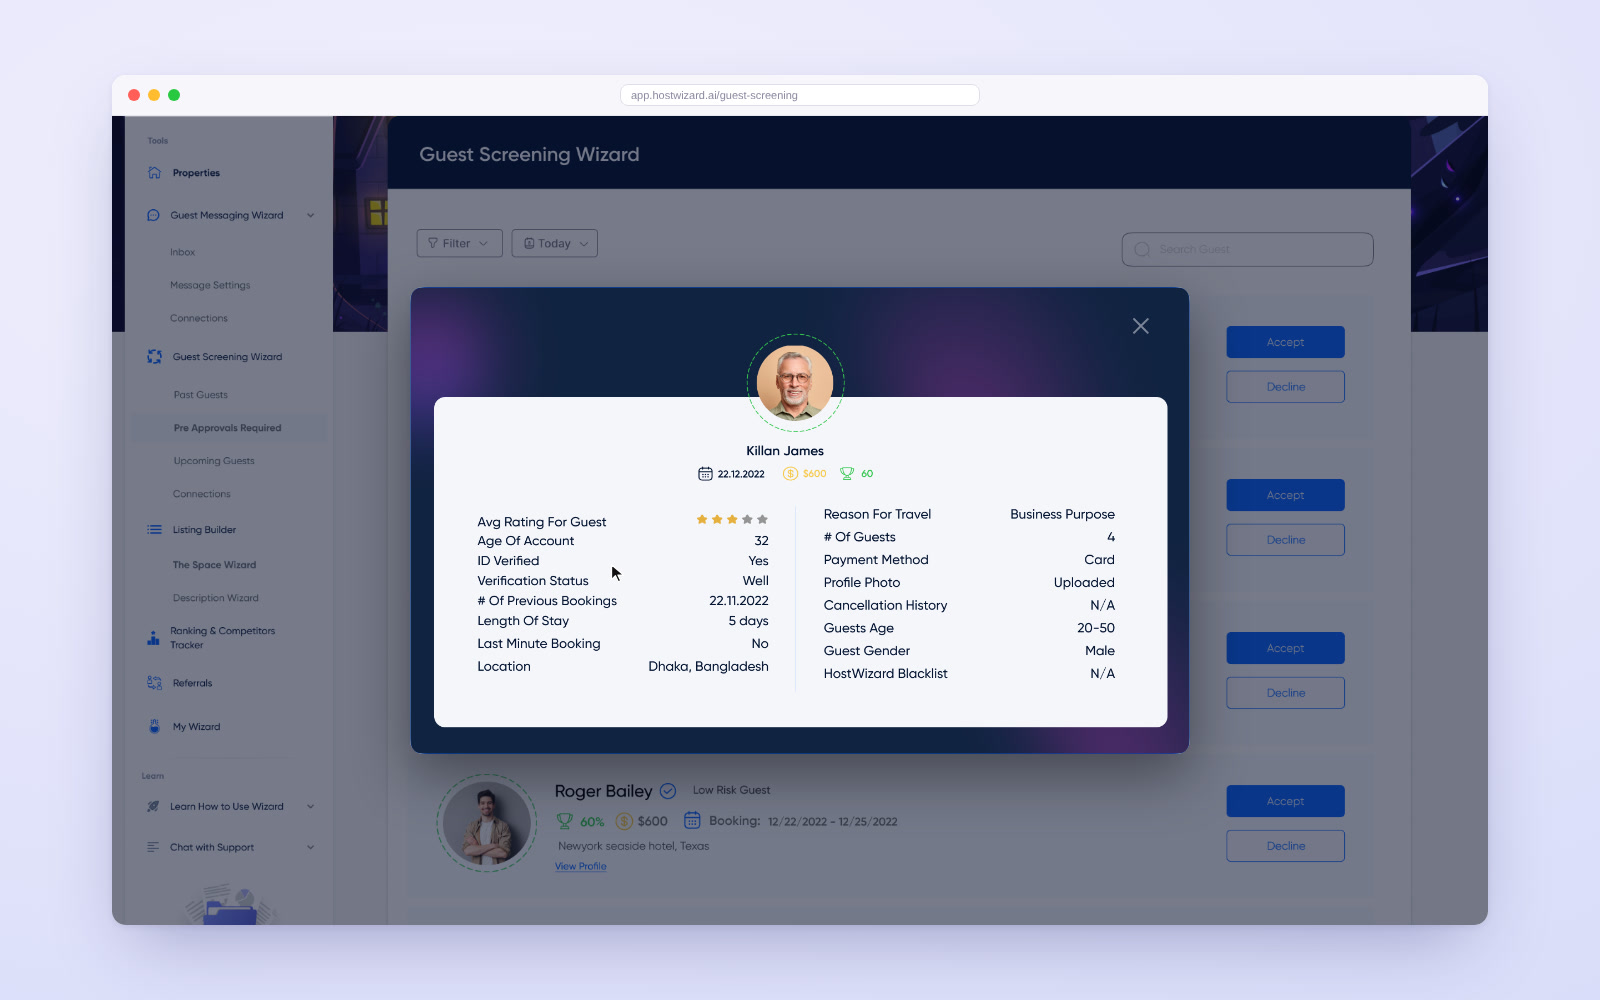 app.hostwizard.ai/guest-screening
Tools
Properties
Guest Messaging Wizard
Inbox
Message Settings
Connections
Guest Screening Wizard
Past Guests
Pre Approvals Required
Upcoming Guests
Connections
Listing Builder
The Space Wizard
Description Wizard
Ranking & Competitors
Tracker
Referrals
My Wizard
Learn
Learn How to Use Wizard
Chat with Support
Guest Screening Wizard
Filter
Today
Search Guest
Killan James
22.12.2022 $600 60
Avg Rating For Guest
Age Of Account 32
ID Verified Yes
Verification Status Well
# Of Previous Bookings 22.11.2022
Length Of Stay 5 days
Last Minute Booking No
Location Dhaka, Bangladesh
Reason For Travel Business Purpose
# Of Guests 4
Payment Method Card
Profile Photo Uploaded
Cancellation History N/A
Guests Age 20-50
Guest Gender Male
HostWizard Blacklist N/A
Accept
Decline
Accept
Decline
Accept
Decline
Roger Bailey Low Risk Guest
60% $600 Booking: 12/22/2022 - 12/25/2022
Newyork seaside hotel, Texas
View Profile
Accept
Decline